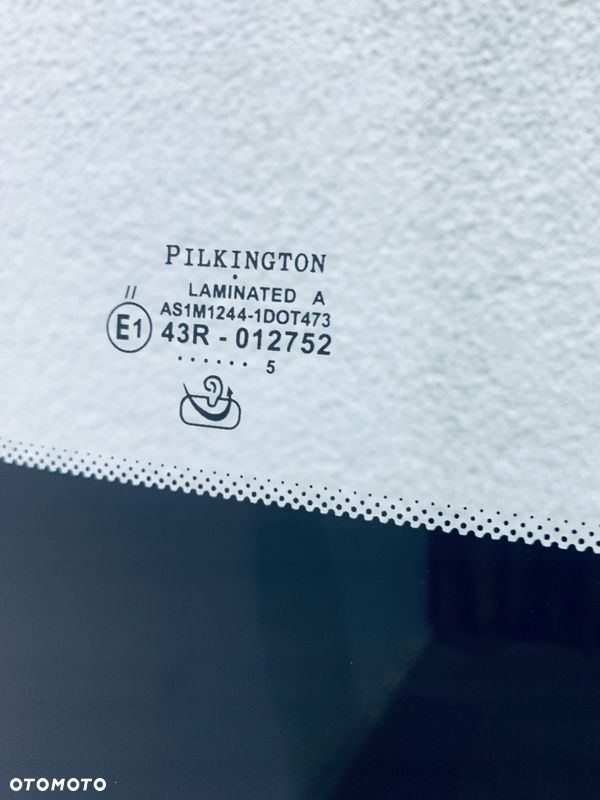 PILKINGTON
.
LAMINATED A
//
AS1M1244-1DOT473
E1 43R - 012752
...... 5
OTOMOTO